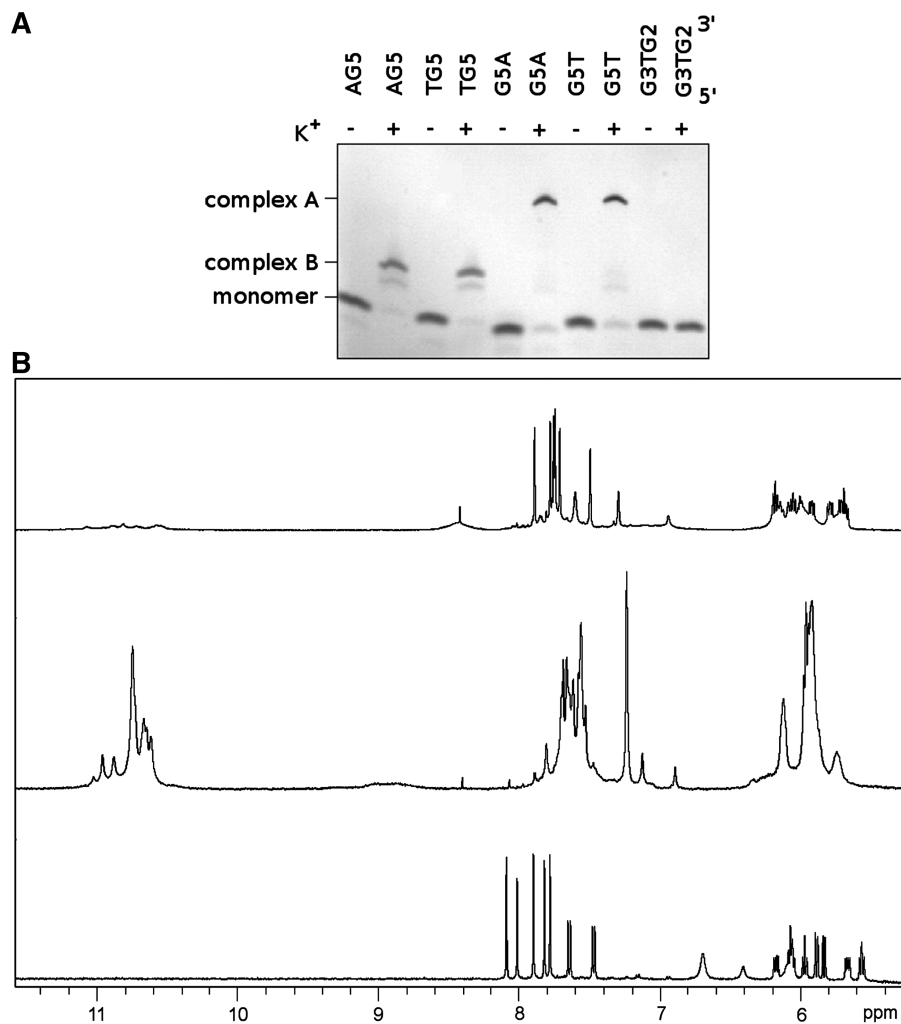 A
AG5 AG5 TG5 TG5 G5A G5A G5T G5T G3TG2 G3TG2 3'
5'
K+ - + - + - + - + - +
complex A
complex B
monomer
B
11 10 9 8 7 6 ppm